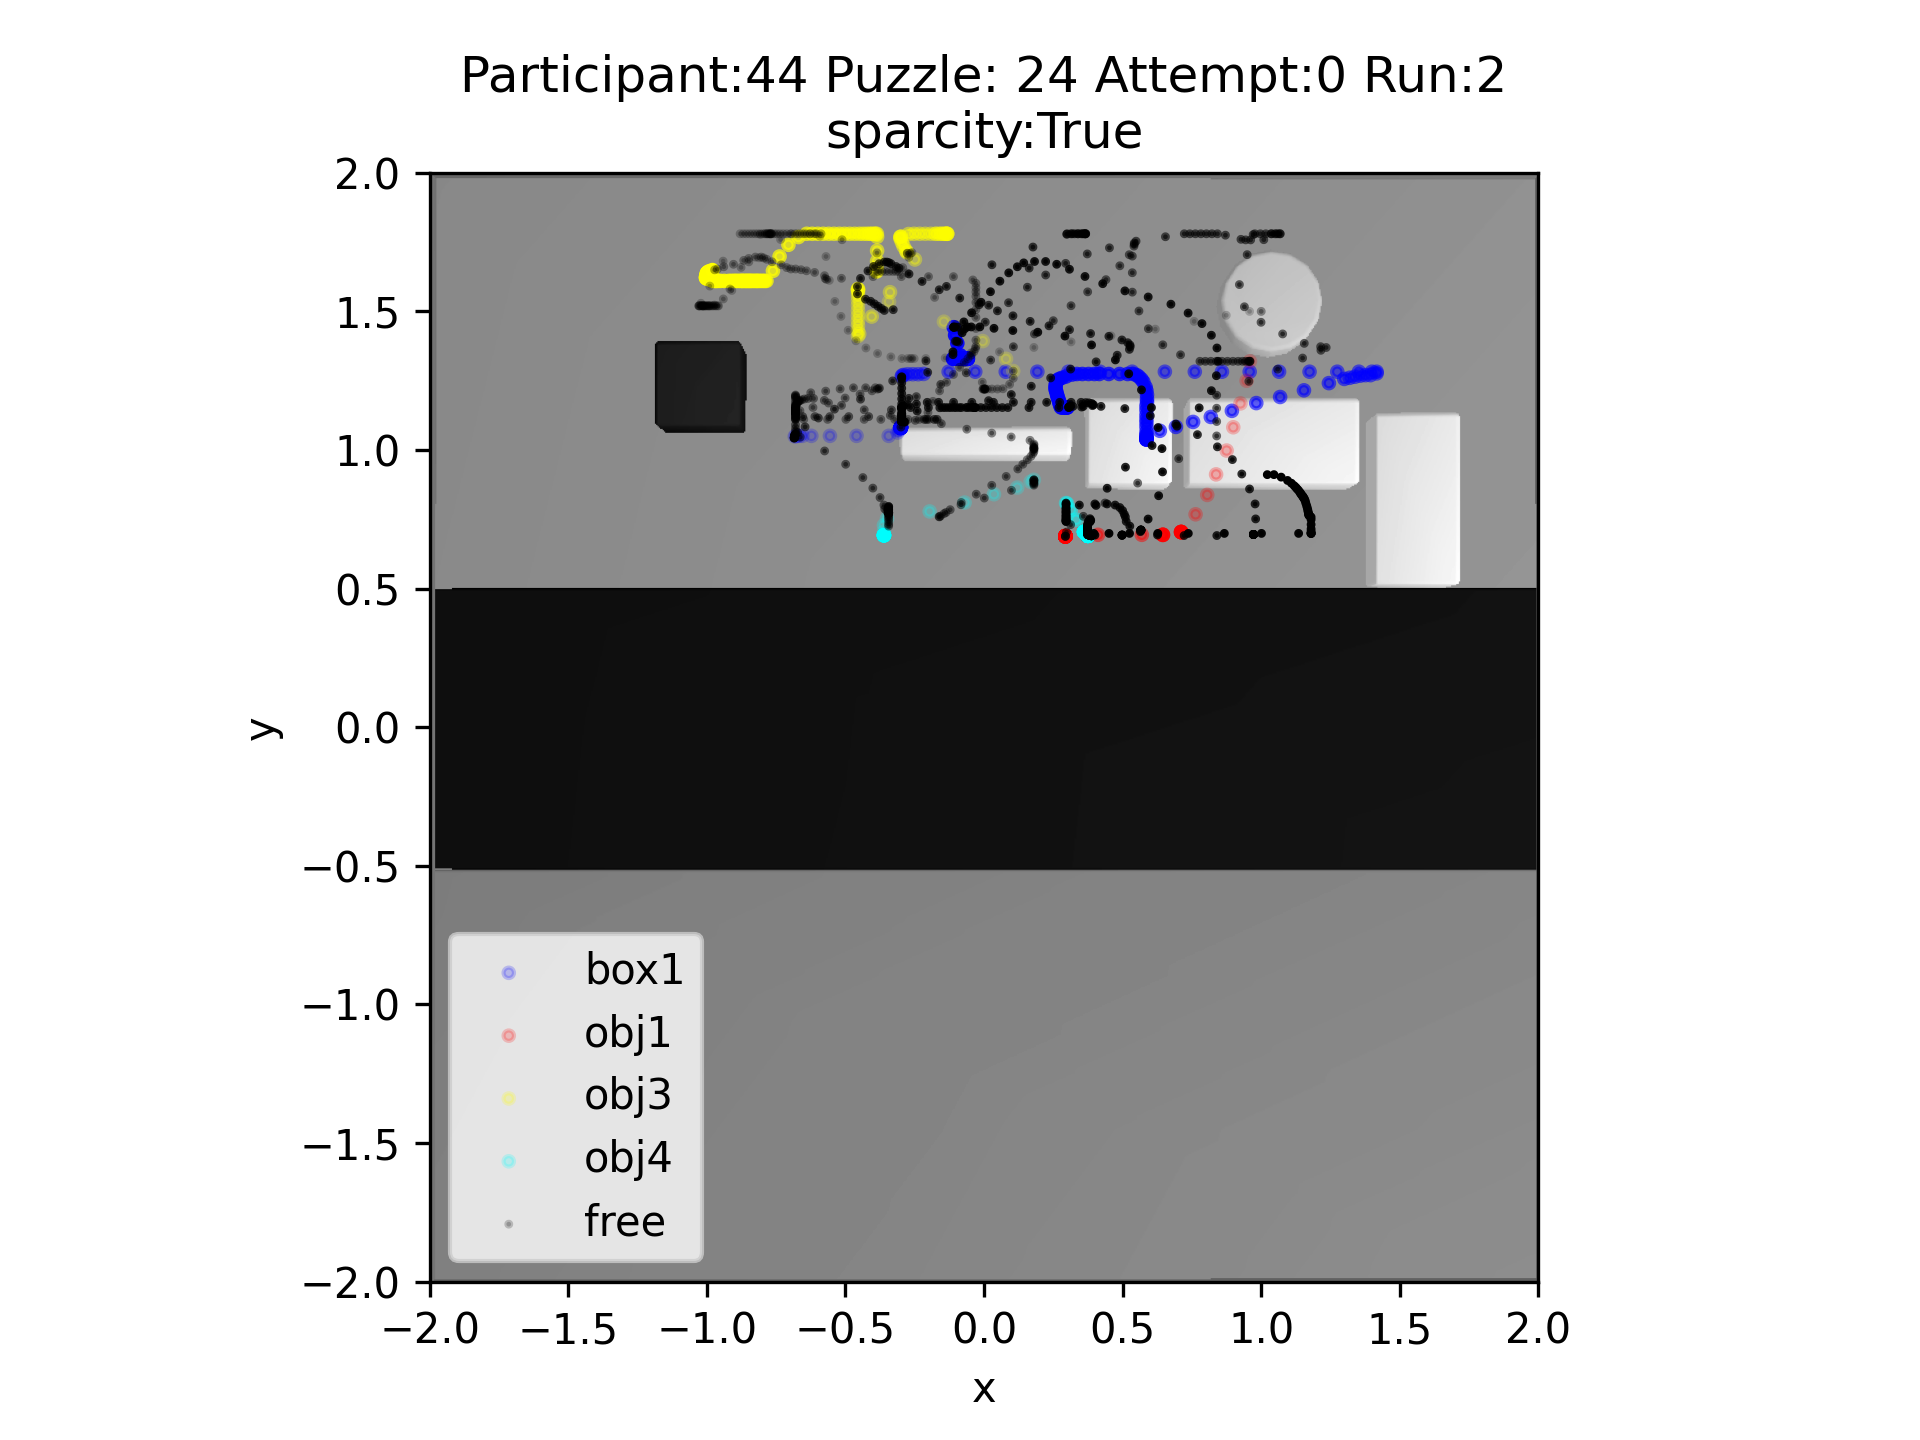 Participant:44 Puzzle: 24 Attempt:0 Run:2
sparcity:True
2.0
1.5
1.0
0.5
0.0
−0.5
−1.0
−1.5
−2.0
y
box1
obj1
obj3
obj4
free
−2.0 −1.5 −1.0 −0.5 0.0 0.5 1.0 1.5 2.0
x